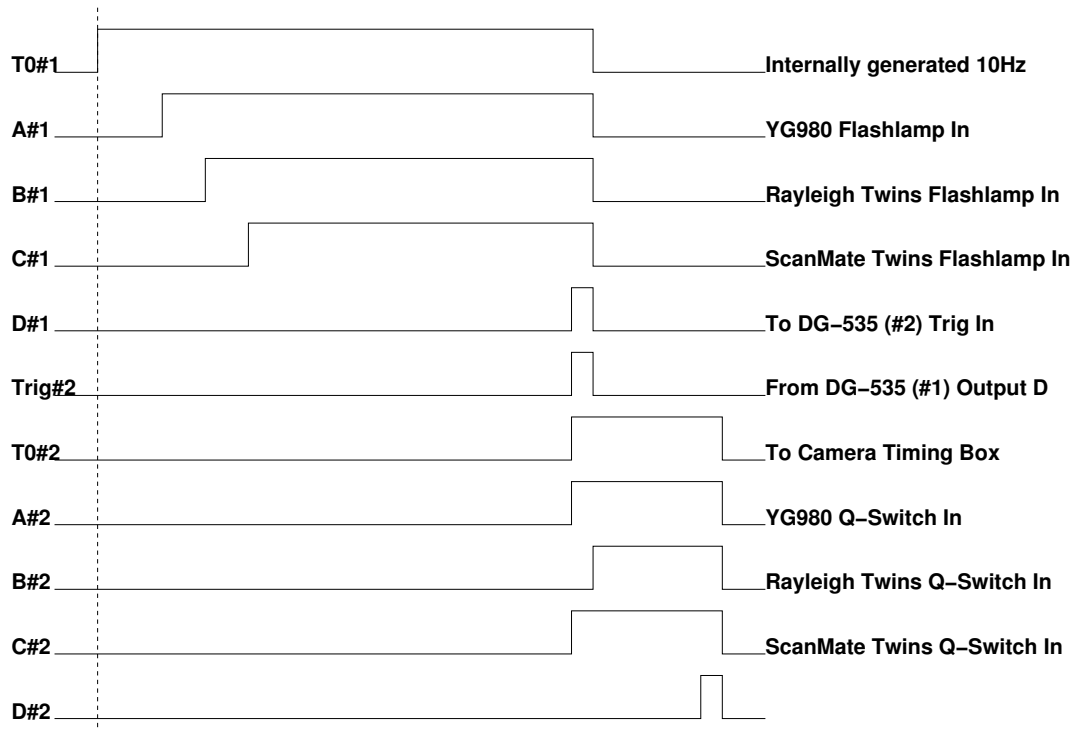 T0#1 Internally generated 10Hz
A#1 YG980 Flashlamp In
B#1 Rayleigh Twins Flashlamp In
C#1 ScanMate Twins Flashlamp In
D#1 To DG−535 (#2) Trig In
Trig#2 From DG−535 (#1) Output D
T0#2 To Camera Timing Box
A#2 YG980 Q−Switch In
B#2 Rayleigh Twins Q−Switch In
C#2 ScanMate Twins Q−Switch In
D#2